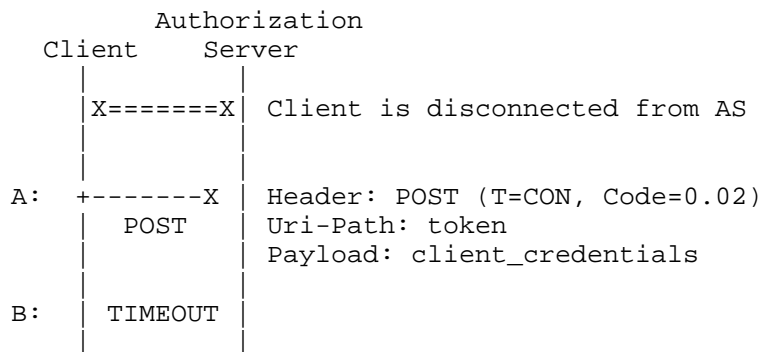 Authorization
Client Server
X=======X Client is disconnected from AS
A: +-------X Header: POST (T=CON, Code=0.02)
POST Uri-Path: token
Payload: client_credentials
B: TIMEOUT